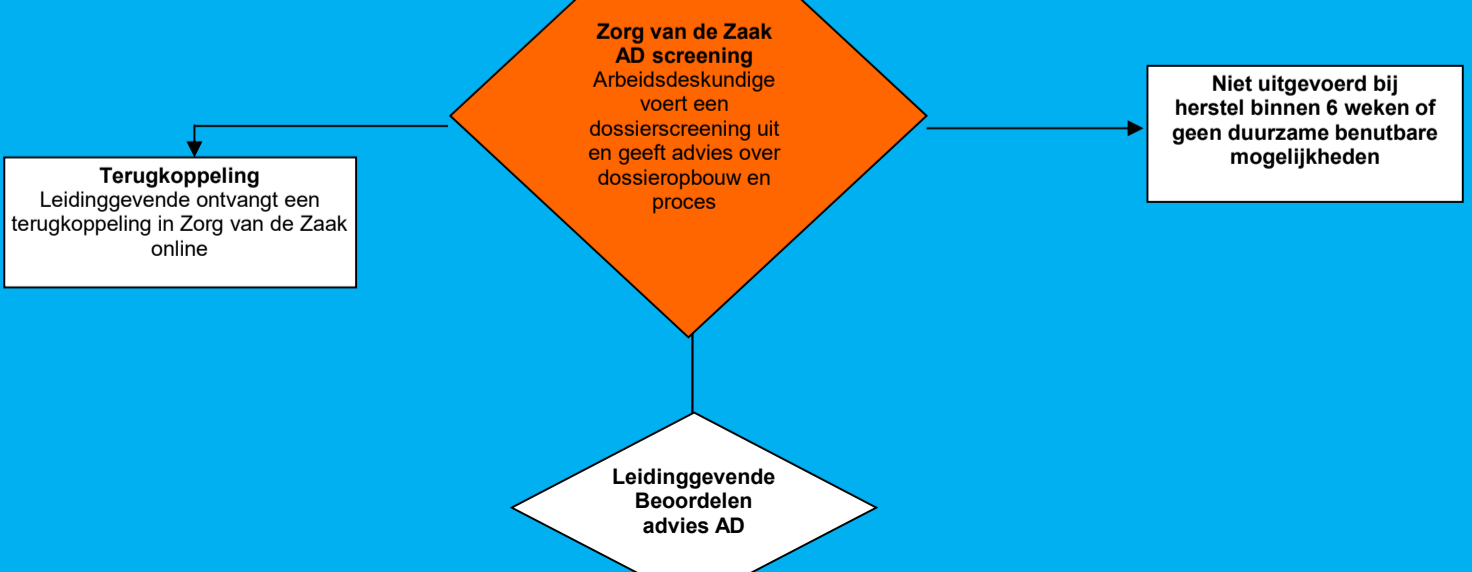 Zorg van de Zaak
AD screening
Arbeidsdeskundige
voert een
dossierscreening uit
en geeft advies over
dossieropbouw en
proces
Niet uitgevoerd bij
herstel binnen 6 weken of
geen duurzame benutbare
mogelijkheden
Terugkoppeling
Leidinggevende ontvangt een
terugkoppeling in Zorg van de Zaak
online
Leidinggevende
Beoordelen
advies AD